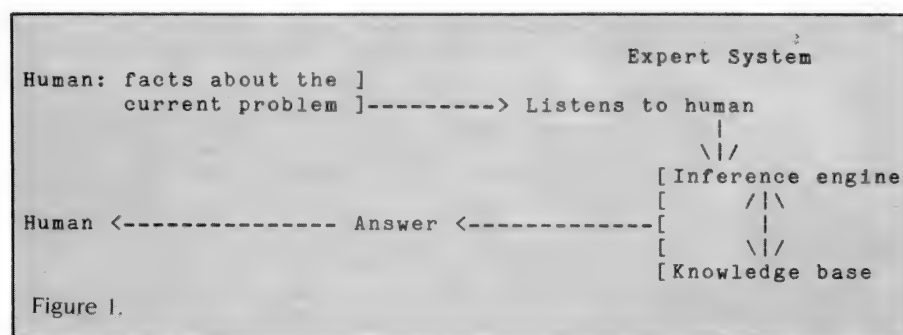 Expert System
Human: facts about the ]
current problem ]---------> Listens to human
|
\|/
[Inference engine
[ /|\
Human <---------------- Answer <-------------[ |
[ \|/
[Knowledge base
Figure 1.